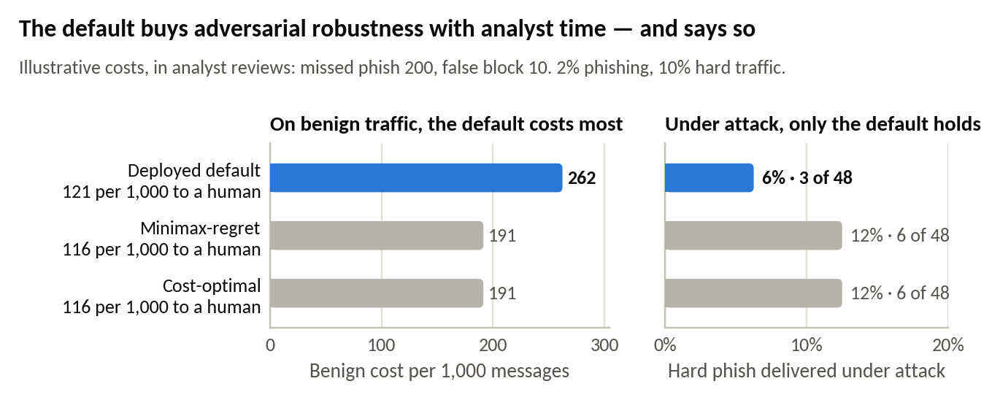 The default buys adversarial robustness with analyst time — and says so
Illustrative costs, in analyst reviews: missed phish 200, false block 10. 2% phishing, 10% hard traffic.
On benign traffic, the default costs most
Under attack, only the default holds
Deployed default
121 per 1,000 to a human
262
6% · 3 of 48
Minimax-regret
116 per 1,000 to a human
191
12% · 6 of 48
Cost-optimal
116 per 1,000 to a human
191
12% · 6 of 48
0 100 200 300
0% 10% 20%
Benign cost per 1,000 messages
Hard phish delivered under attack